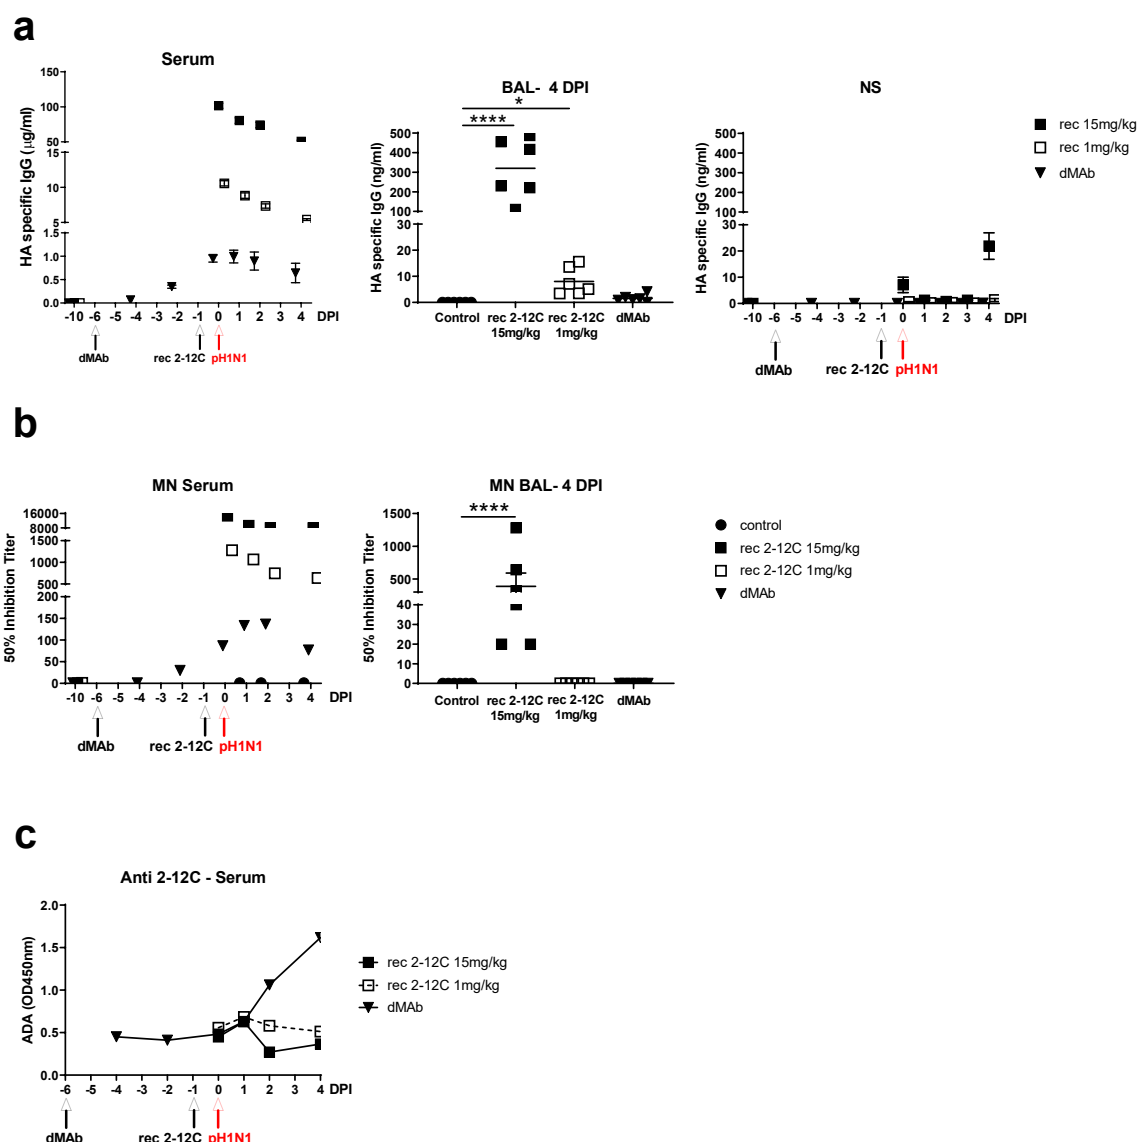 a
Serum
HA specific IgG (μg/ml)
150
100
50
15
10
5
1.5
1.0
0.5
0.0
-10 -6 -5 -4 -3 -2 -1 0 1 2 3 4 DPI
dMAb rec 2-12C pH1N1
BAL- 4 DPI
*
****
HA specific IgG (ng/ml)
500
400
300
200
100
30
20
10
0
Control rec 2-12C rec 2-12C dMAb
15mg/kg 1mg/kg
NS
HA specific IgG (ng/ml)
500
400
300
200
100
30
20
10
0
-10 -6 -5 -4 -3 -2 -1 0 1 2 3 4 DPI
dMAb rec 2-12C pH1N1
rec 15mg/kg
rec 1mg/kg
dMAb
b
MN Serum
50% Inhibition Titer
16000
8000
1500
1000
500
200
150
100
50
0
-10 -6 -5 -4 -3 -2 -1 0 1 2 3 4 DPI
dMAb rec 2-12C pH1N1
MN BAL- 4 DPI
****
50% Inhibition Titer
1500
1000
500
40
30
20
10
0
Control rec 2-12C rec 2-12C dMAb
15mg/kg 1mg/kg
control
rec 2-12C 15mg/kg
rec 2-12C 1mg/kg
dMAb
c
Anti 2-12C - Serum
ADA (OD450nm)
2.0
1.5
1.0
0.5
0.0
-6 -5 -4 -3 -2 -1 0 1 2 3 4 DPI
dMAb rec 2-12C pH1N1
rec 2-12C 15mg/kg
rec 2-12C 1mg/kg
dMAb